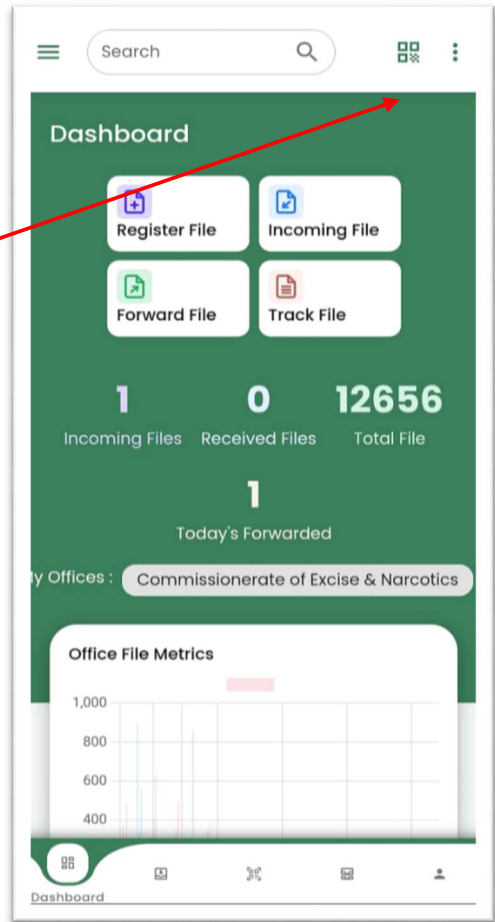 Search
Dashboard
Register File
Incoming File
Forward File
Track File
1 0 12656
Incoming Files Received Files Total File
1
Today's Forwarded
y Offices : Commissionerate of Excise & Narcotics
Office File Metrics
1,000
800
600
400
Dashboard